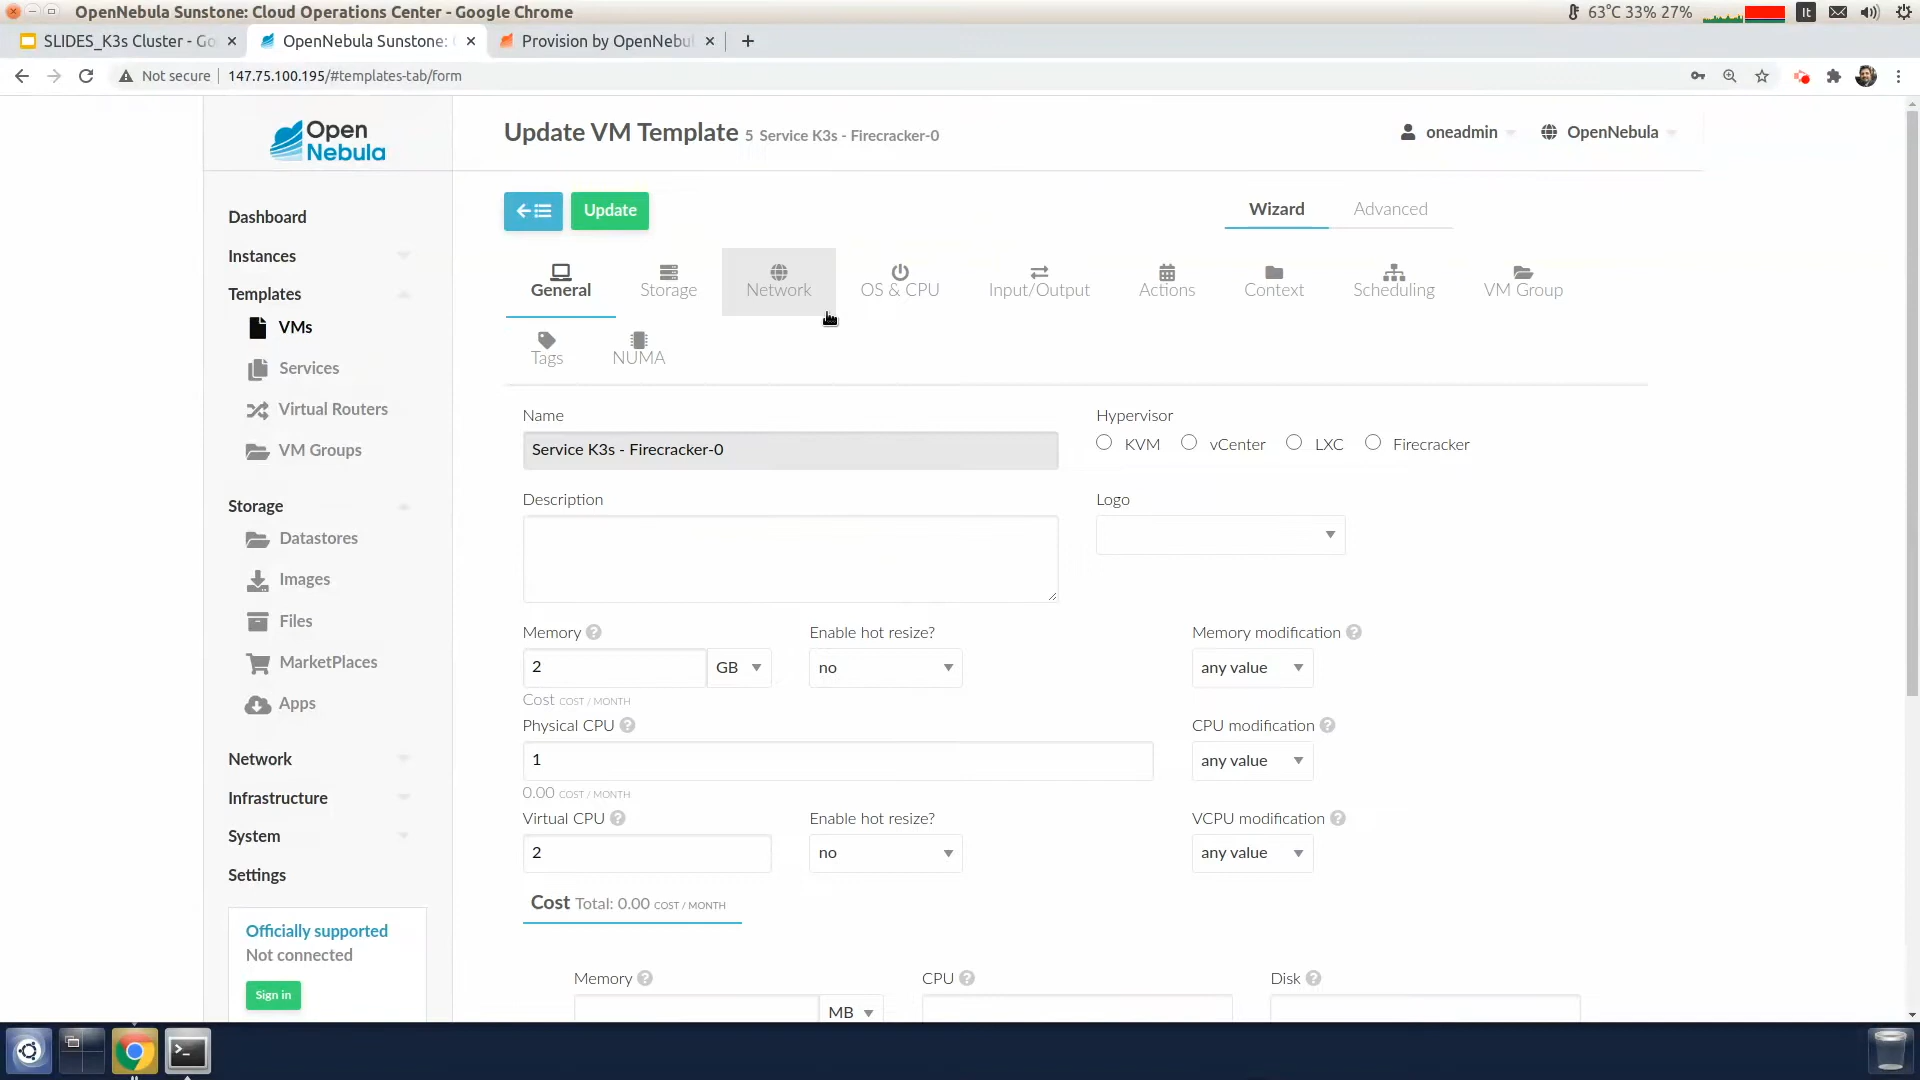 OpenNebula Sunstone: Cloud Operations Center - Google Chrome
63°C 33% 27%
It
SLIDES_K3s Cluster - Go
OpenNebula Sunstone:
Provision by OpenNebul
Not secure
147.75.100.195/#templates-tab/form
Open
Nebula
Update VM Template 5 Service K3s - Firecracker-0
oneadmin
OpenNebula
Update
Wizard
Advanced
Dashboard
Instances
Templates
VMs
Services
Virtual Routers
VM Groups
Storage
Datastores
Images
Files
MarketPlaces
Apps
Network
Infrastructure
System
Settings
Officially supported
Not connected
Sign in
General
Storage
Network
OS & CPU
Input/Output
Actions
Context
Scheduling
VM Group
Tags
NUMA
Name
Service K3s - Firecracker-0
Hypervisor
KVM
vCenter
LXC
Firecracker
Description
Logo
Memory ?
Enable hot resize?
Memory modification ?
2
GB
no
any value
Cost COST / MONTH
Physical CPU ?
CPU modification ?
1
any value
0.00 COST / MONTH
Virtual CPU ?
Enable hot resize?
VCPU modification ?
2
no
any value
Cost Total: 0.00 COST / MONTH
Memory ?
CPU ?
Disk ?
MB